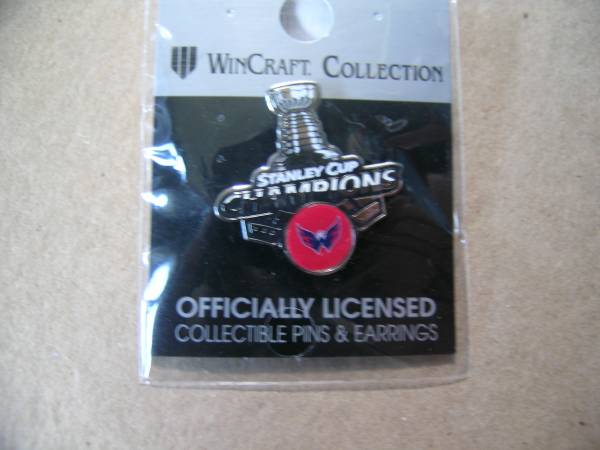 WINCRAFT. COLLECTION
STANLEY CUP
CHAMPIONS
OFFICIALLY LICENSED
COLLECTIBLE PINS & EARRINGS